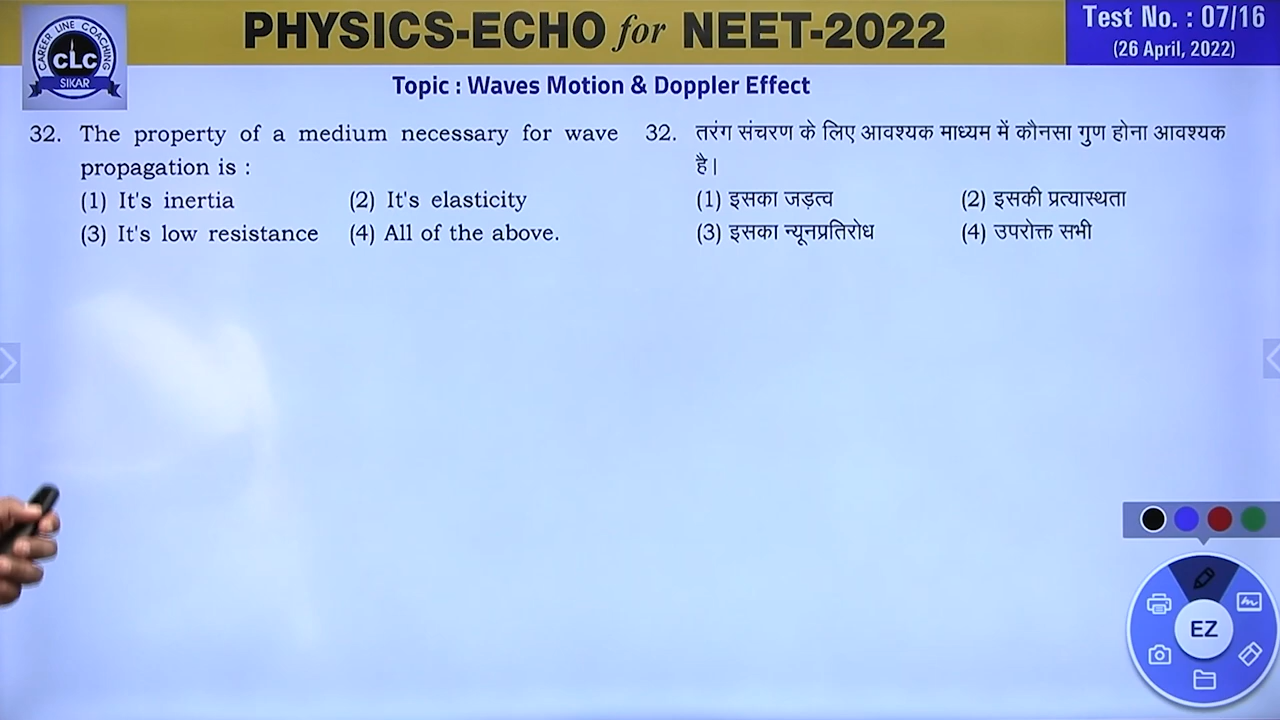 PHYSICS-ECHO for NEET-2022
Test No. : 07/16
(26 April, 2022)
CAREER LINE COACHING
CLC
SIKAR
Topic : Waves Motion & Doppler Effect
32. The property of a medium necessary for wave
propagation is :
(1) It's inertia (2) It's elasticity
(3) It's low resistance (4) All of the above.
32. तरंग संचरण के लिए आवश्यक माध्यम में कौनसा गुण होना आवश्यक
है।
(1) इसका जड़त्व (2) इसकी प्रत्यास्थता
(3) इसका न्यूनप्रतिरोध (4) उपरोक्त सभी
EZ